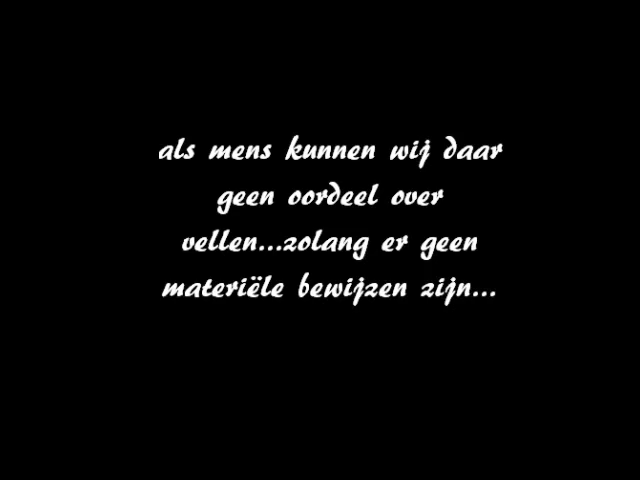 als mens kunnen wij daar
geen oordeel over
vellen...zolang er geen
materiële bewijzen zijn...